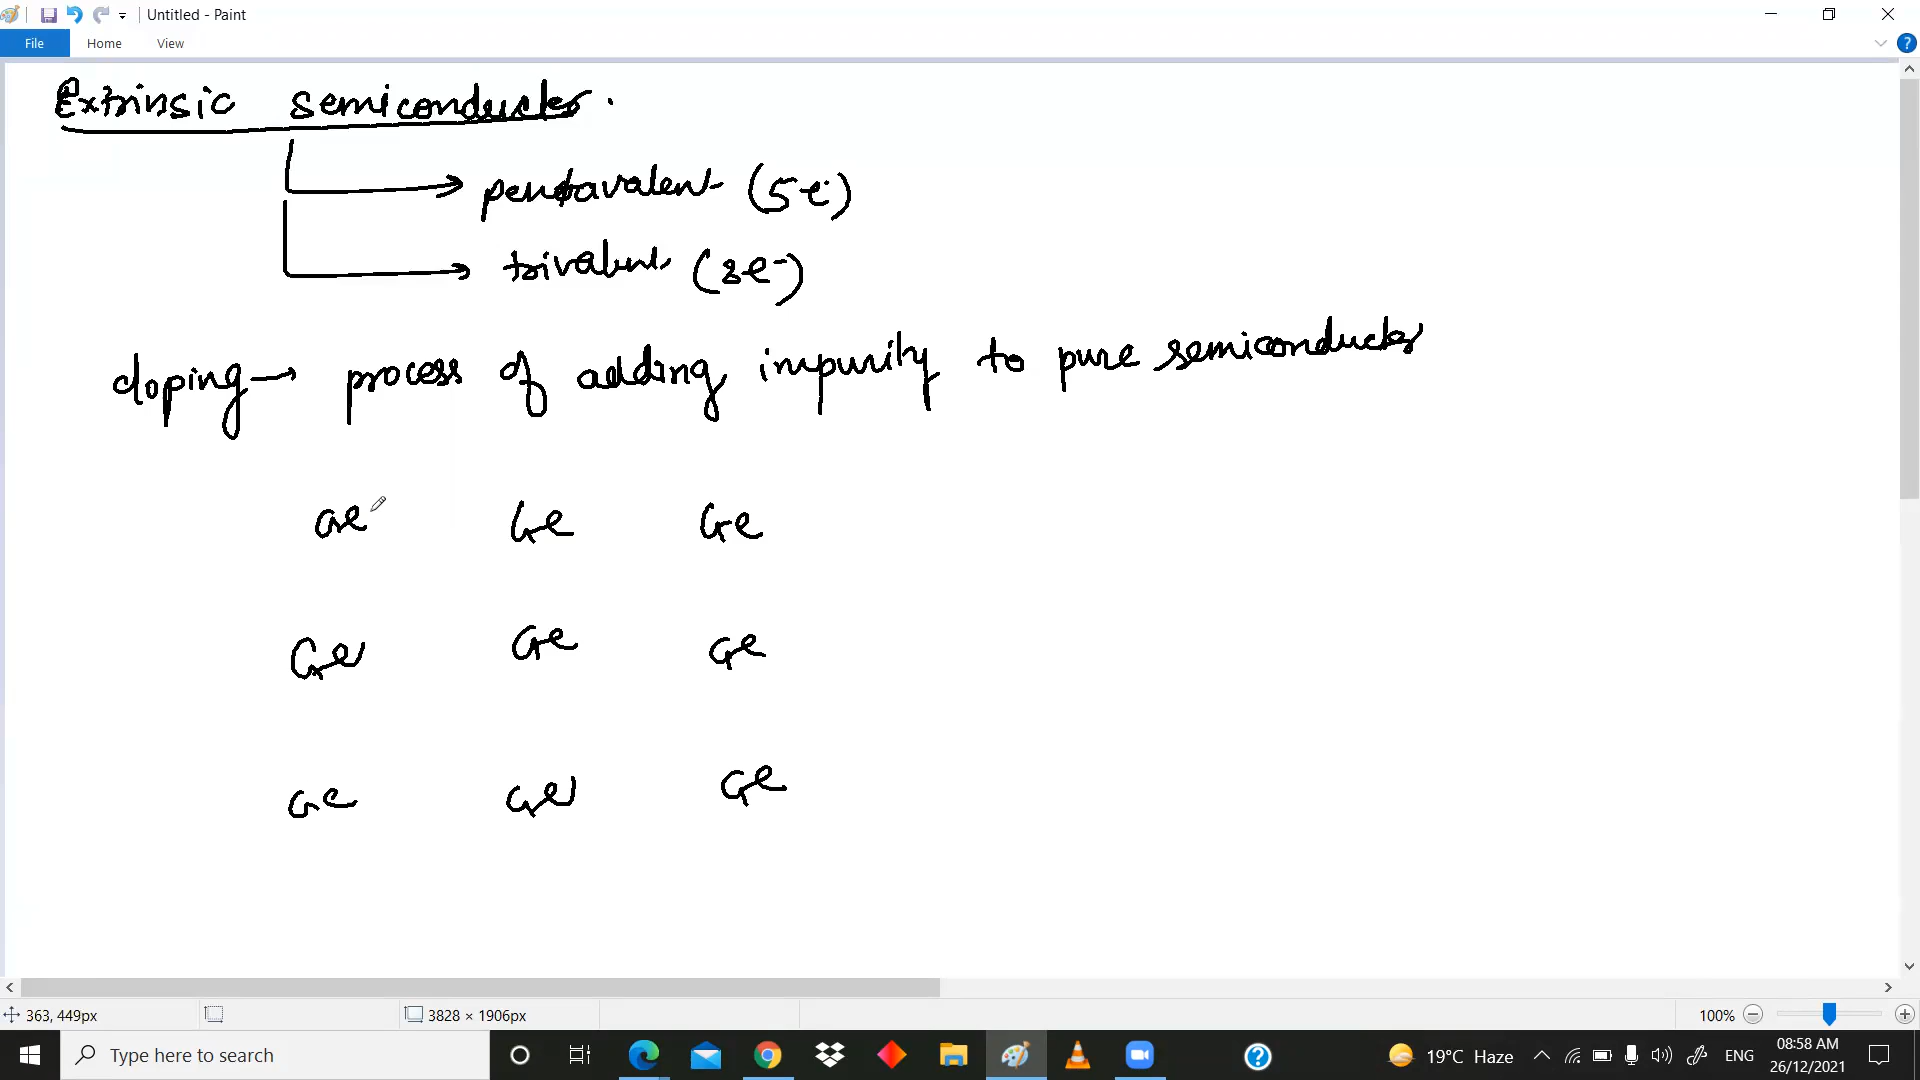 Untitled - Paint
File Home View
Extrinsic semiconductor.
pentavalent (5e-)
trivalent (3e-)
doping → process of adding impurity to pure semiconductor
Ge Ge Ge
Ge Ge Ge
Ge Ge Ge
363, 449px 3828 × 1906px 100%
Type here to search 19°C Haze ENG 08:58 AM
26/12/2021